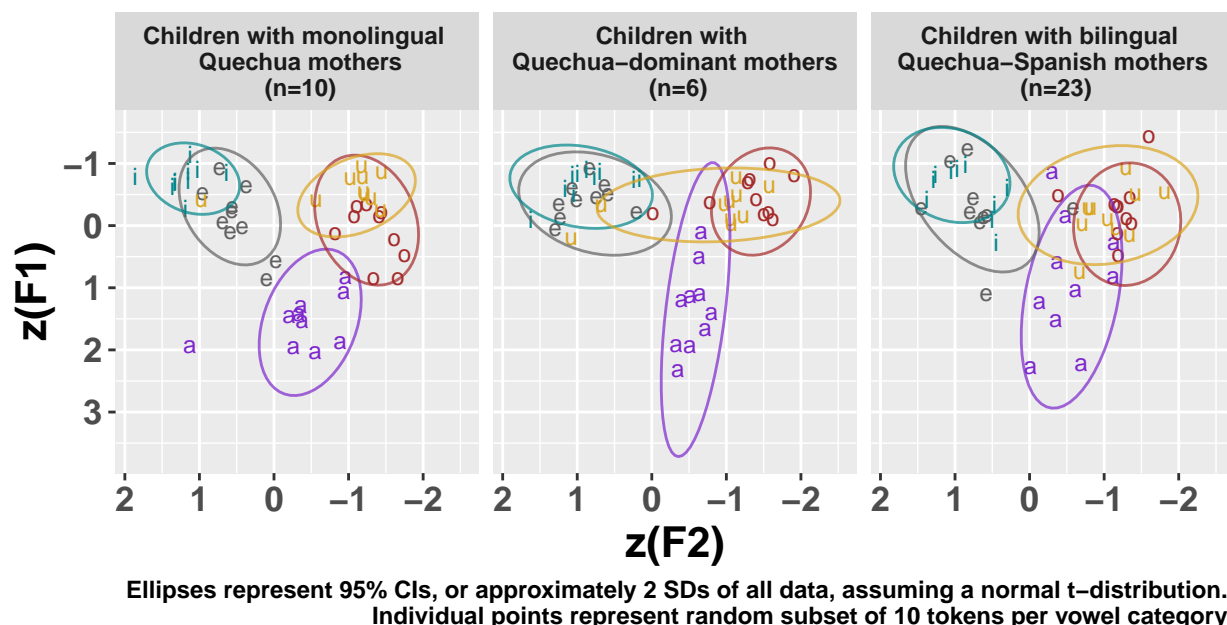 Children with monolingual
Quechua mothers
(n=10)
Children with
Quechua−dominant mothers
(n=6)
Children with bilingual
Quechua−Spanish mothers
(n=23)
z(F1)
−1
0
1
2
3
2 1 0 −1 −2
2 1 0 −1 −2
2 1 0 −1 −2
z(F2)
Ellipses represent 95% CIs, or approximately 2 SDs of all data, assuming a normal t−distribution.
Individual points represent random subset of 10 tokens per vowel category